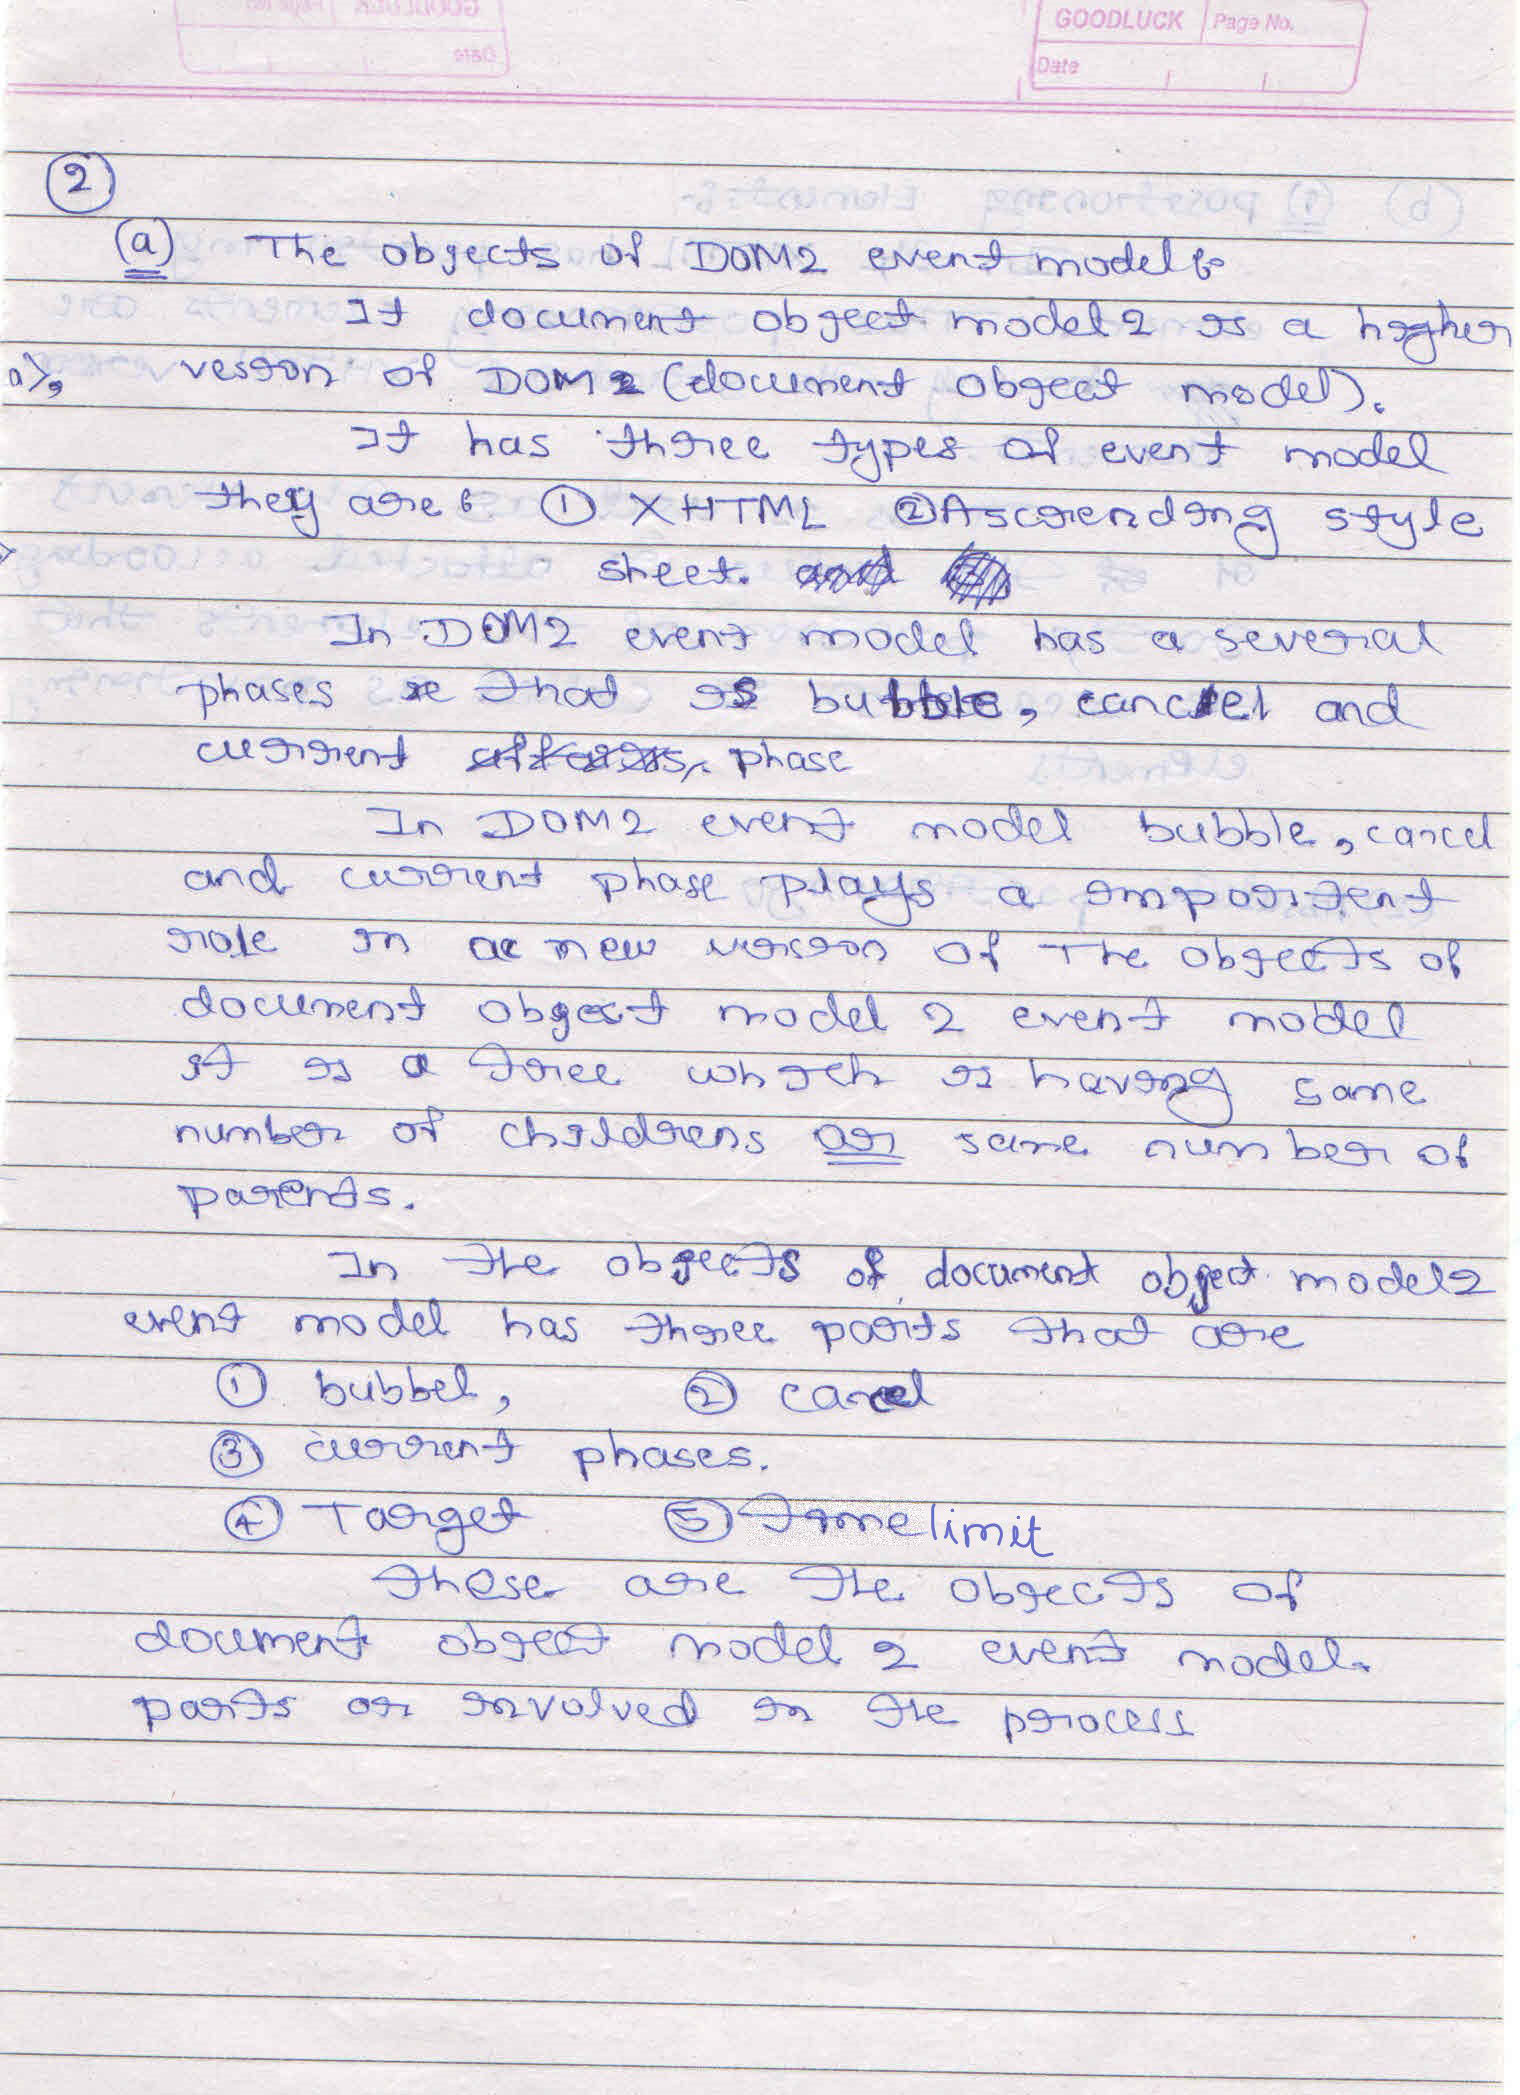 GOODLUCK Page No.
Date
2
(a) The objects of DOM2 event model:-
It document object model 2 is a higher
a), vesion of DOM 2 (document object model).
It has three types of event model
they are: ① XHTML ② Ascrending style
sheet.
In DOM2 event model has a several
phases that is bubble, cancel and
current phase
In DOM2 event model bubble, cancel
and current phase plays a importent
role in a new version of The objects of
document object model 2 event model
it is a tree which is having same
number of childrens or same number of
parents.
In the objects of document object model2
event model has three parts that are
① bubbel, ② cancel
③ current phases.
④ Target ⑤ Timelimit
these are the objects of
document object model 2 event model.
parts or involved in the process